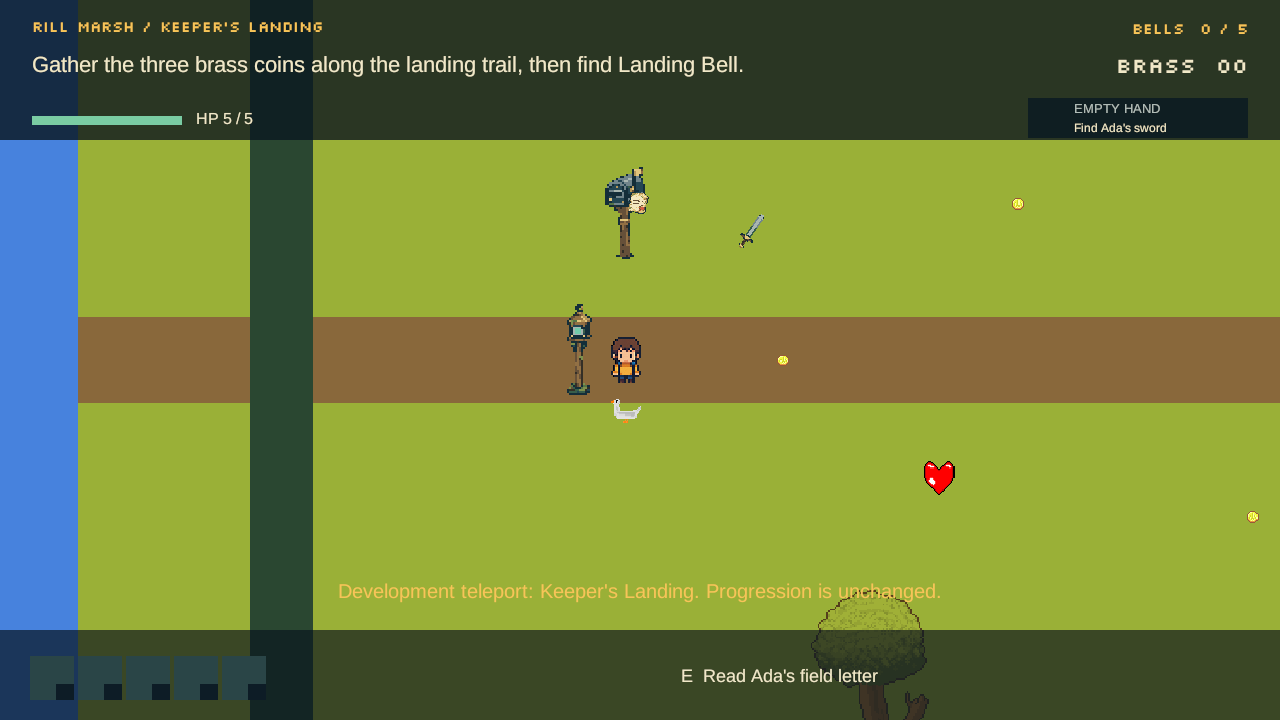 RILL MARSH / KEEPER'S LANDING
BELLS 0 / 5
Gather the three brass coins along the landing trail, then find Landing Bell.
BRASS 00
HP 5 / 5
EMPTY HAND
Find Ada's sword
Development teleport: Keeper's Landing. Progression is unchanged.
E Read Ada's field letter